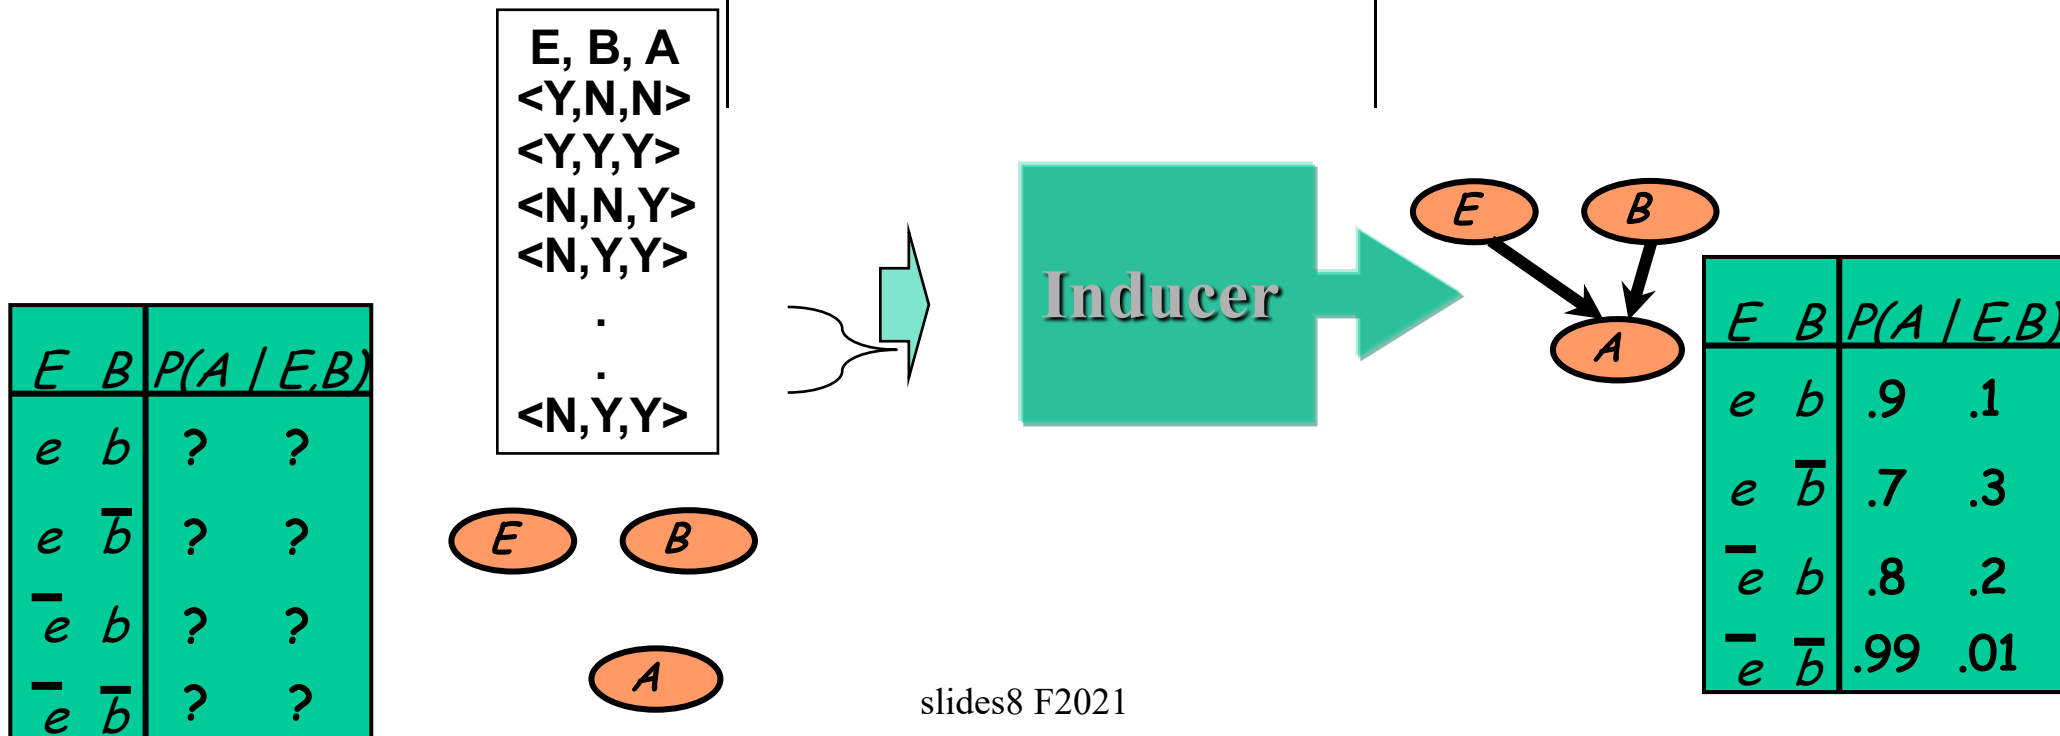 E, B, A
<Y,N,N>
<Y,Y,Y>
<N,N,Y>
<N,Y,Y>
.
.
<N,Y,Y>
E B P(A | E,B)
e b ? ?
e b̅ ? ?
e̅ b ? ?
e̅ b̅ ? ?
E B
A
Inducer
E B
A
E B P(A | E,B)
e b .9 .1
e b̅ .7 .3
e̅ b .8 .2
e̅ b̅ .99 .01
slides8 F2021